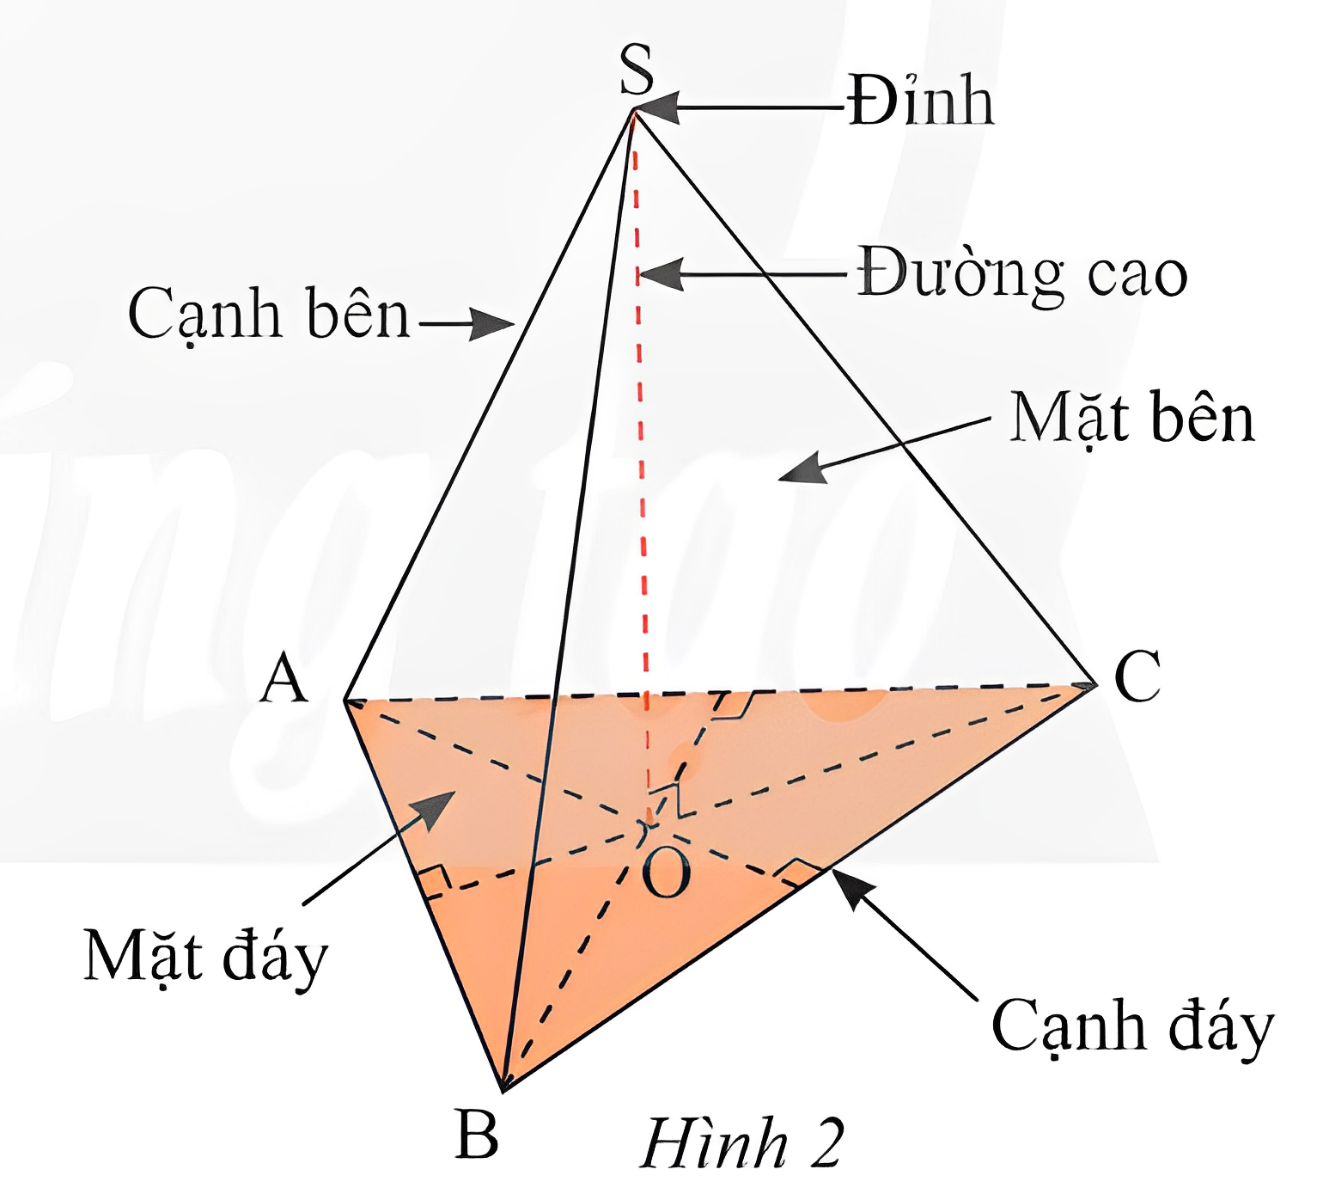 S
Đỉnh
Đường cao
Cạnh bên
Mặt bên
A
C
O
Mặt đáy
Cạnh đáy
B
Hình 2